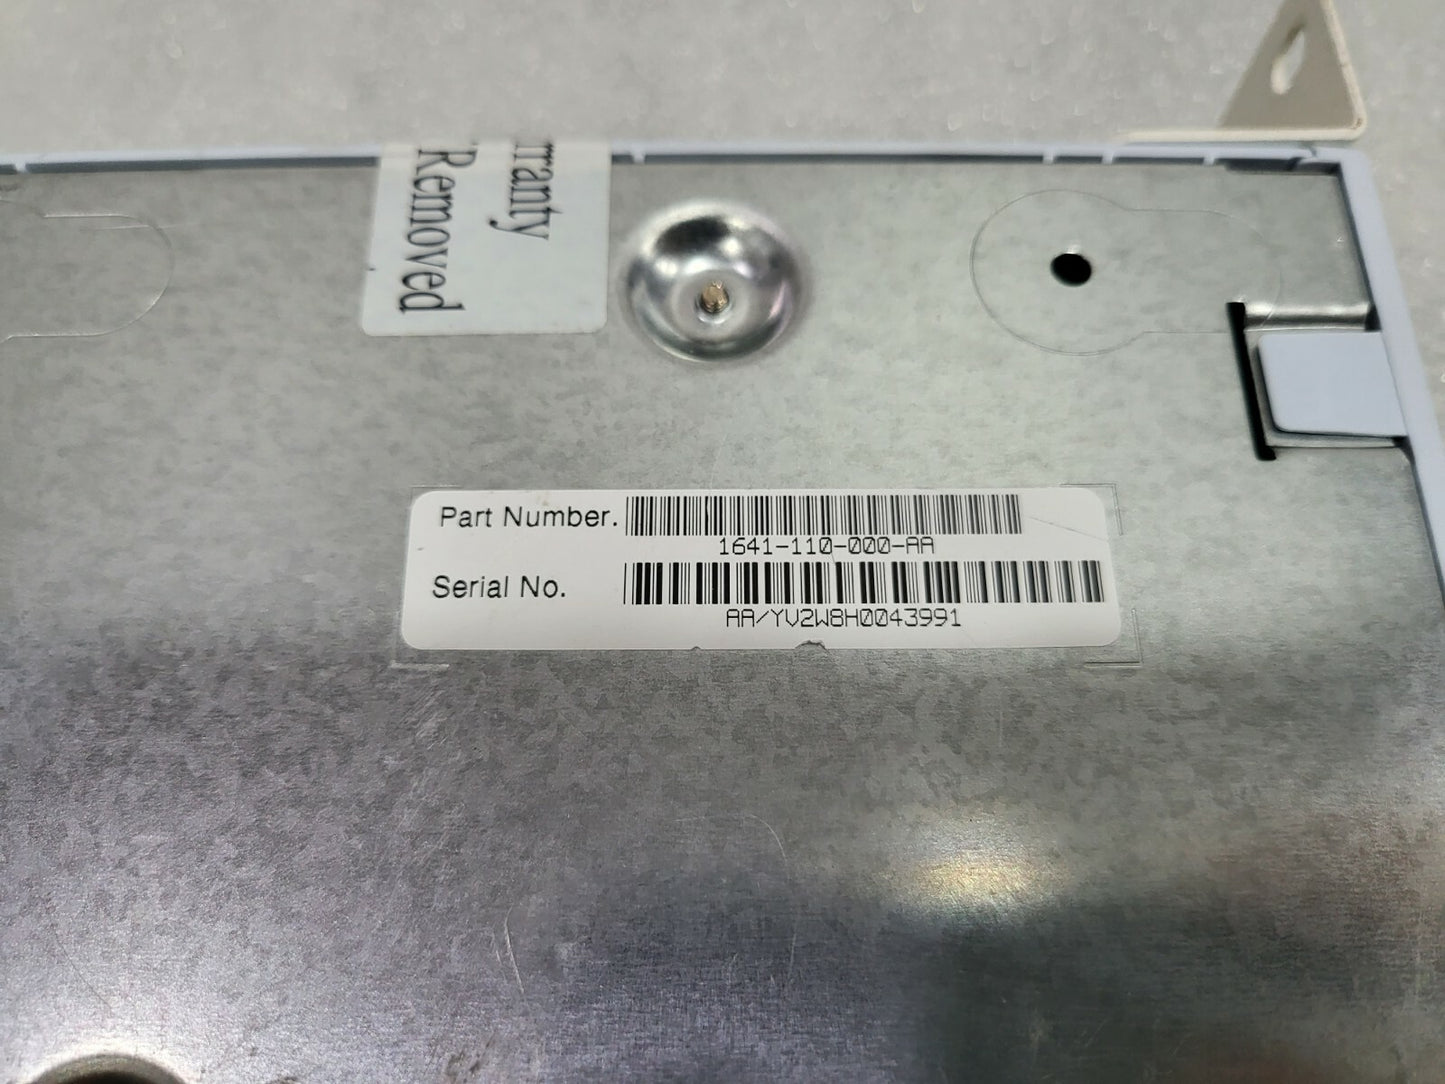 rranty
Removed
Part Number.
1641-110-000-AA
Serial No.
AA/YV2W8H0043991